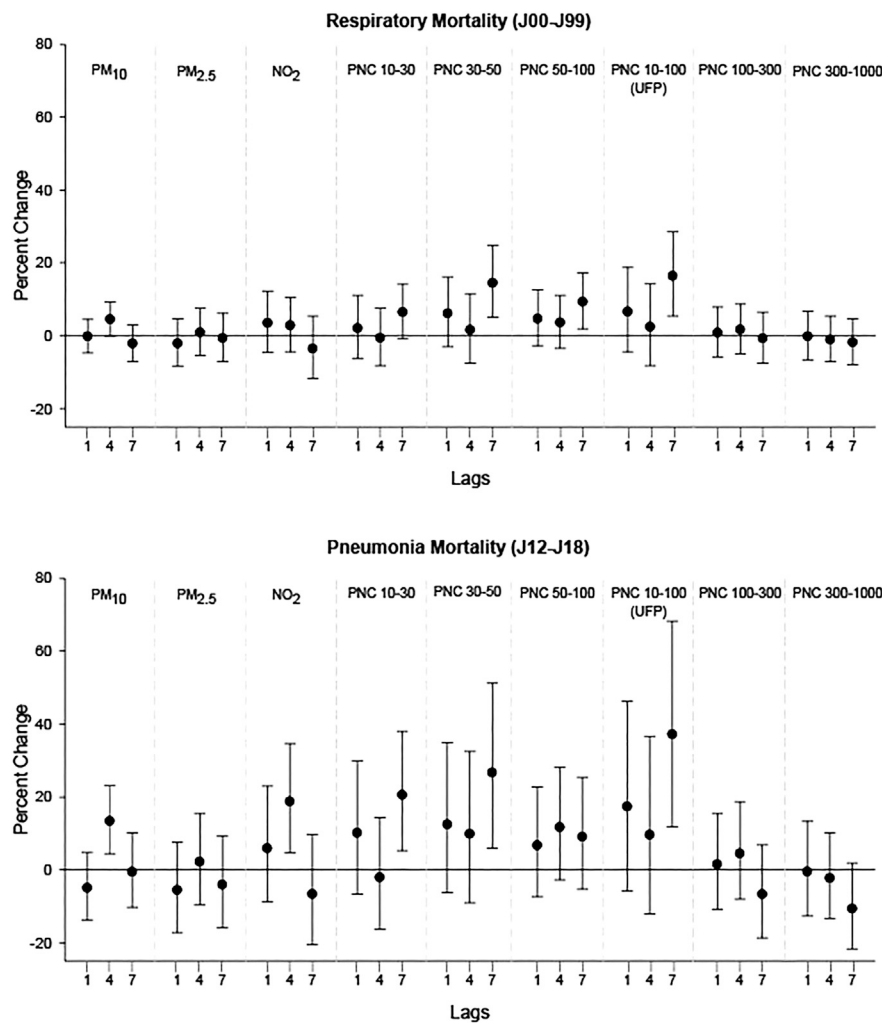 Respiratory Mortality (J00-J99)
80
PM10 PM2.5 NO2 PNC 10-30 PNC 30-50 PNC 50-100 PNC 10-100 (UFP) PNC 100-300 PNC 300-1000
60
40
20
0
-20
Percent Change
1 4 7 1 4 7 1 4 7 1 4 7 1 4 7 1 4 7 1 4 7 1 4 7 1 4 7
Lags
Pneumonia Mortality (J12-J18)
80
PM10 PM2.5 NO2 PNC 10-30 PNC 30-50 PNC 50-100 PNC 10-100 (UFP) PNC 100-300 PNC 300-1000
60
40
20
0
-20
Percent Change
1 4 7 1 4 7 1 4 7 1 4 7 1 4 7 1 4 7 1 4 7 1 4 7 1 4 7
Lags